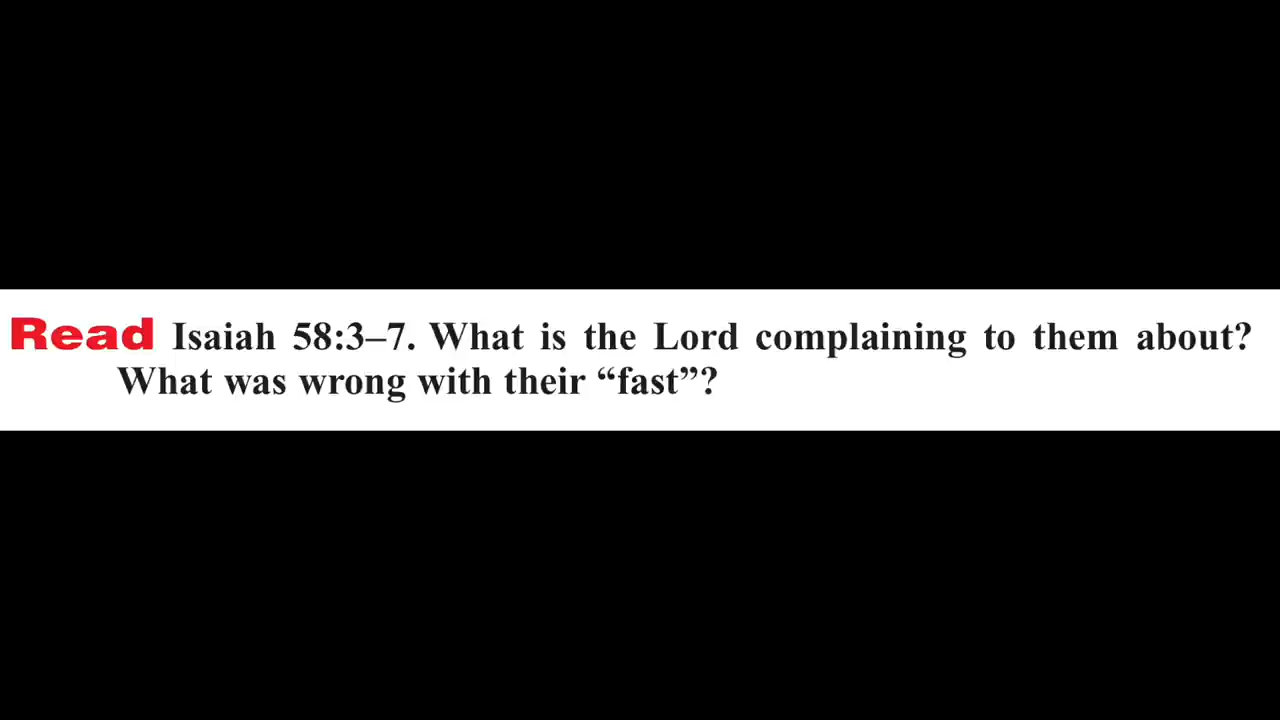 Read Isaiah 58:3–7. What is the Lord complaining to them about?
What was wrong with their “fast”?